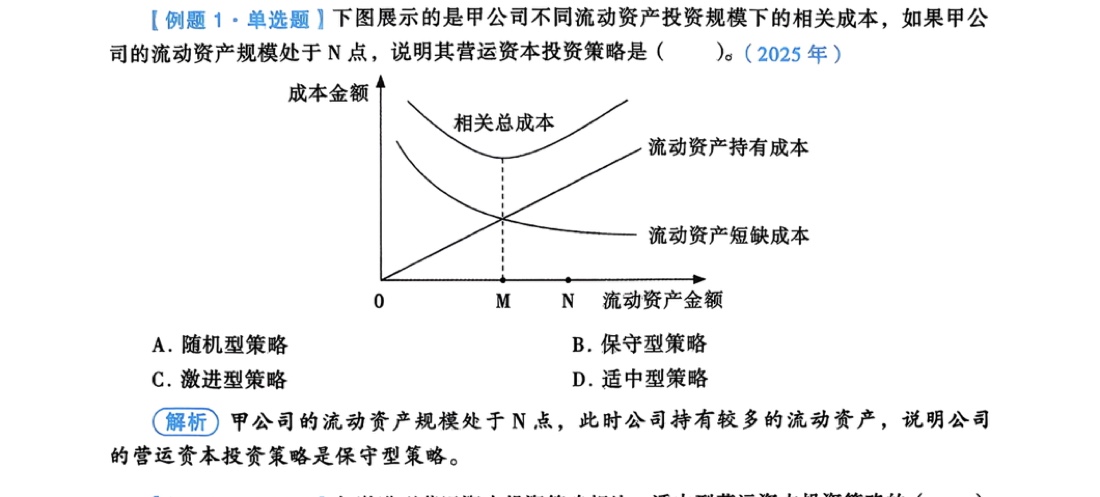 【例题1·单选题】下图展示的是甲公司不同流动资产投资规模下的相关成本，如果甲公
司的流动资产规模处于N点，说明其营运资本投资策略是（  ）。（2025年）
成本金额
相关总成本
流动资产持有成本
流动资产短缺成本
0 M N 流动资产金额
A. 随机型策略 B. 保守型策略
C. 激进型策略 D. 适中型策略
解析 甲公司的流动资产规模处于N点，此时公司持有较多的流动资产，说明公司
的营运资本投资策略是保守型策略。